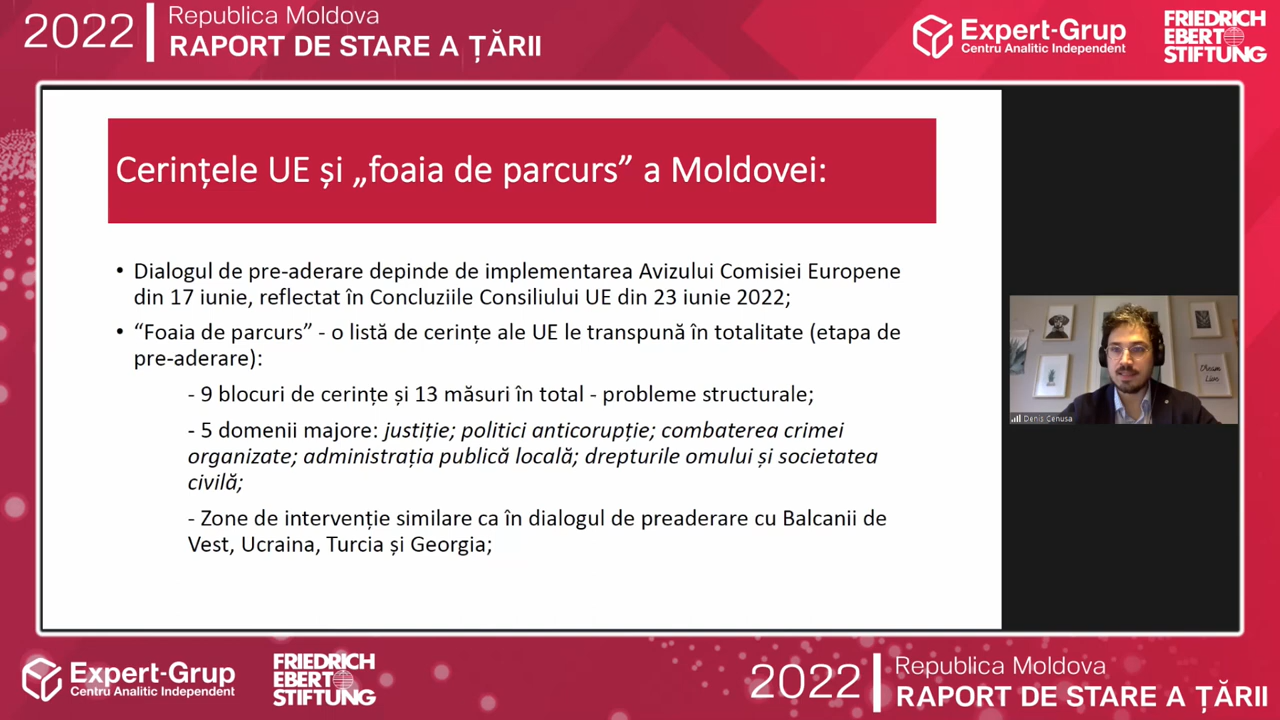 2022
Republica Moldova
RAPORT DE STARE A ȚĂRII
Expert-Grup
Centru Analitic Independent
FRIEDRICH
EBERT
STIFTUNG
Cerințele UE și „foaia de parcurs” a Moldovei:
• Dialogul de pre-aderare depinde de implementarea Avizului Comisiei Europene
din 17 iunie, reflectat în Concluziile Consiliului UE din 23 iunie 2022;
• “Foaia de parcurs” - o listă de cerințe ale UE le transpună în totalitate (etapa de
pre-aderare):
- 9 blocuri de cerințe și 13 măsuri în total - probleme structurale;
- 5 domenii majore: justiție; politici anticorupție; combaterea crimei
organizate; administrația publică locală; drepturile omului și societatea
civilă;
- Zone de intervenție similare ca în dialogul de preaderare cu Balcanii de
Vest, Ucraina, Turcia și Georgia;
Dream
Live
Denis Cenusa
Expert-Grup
Centru Analitic Independent
FRIEDRICH
EBERT
STIFTUNG
2022
Republica Moldova
RAPORT DE STARE A ȚĂRII